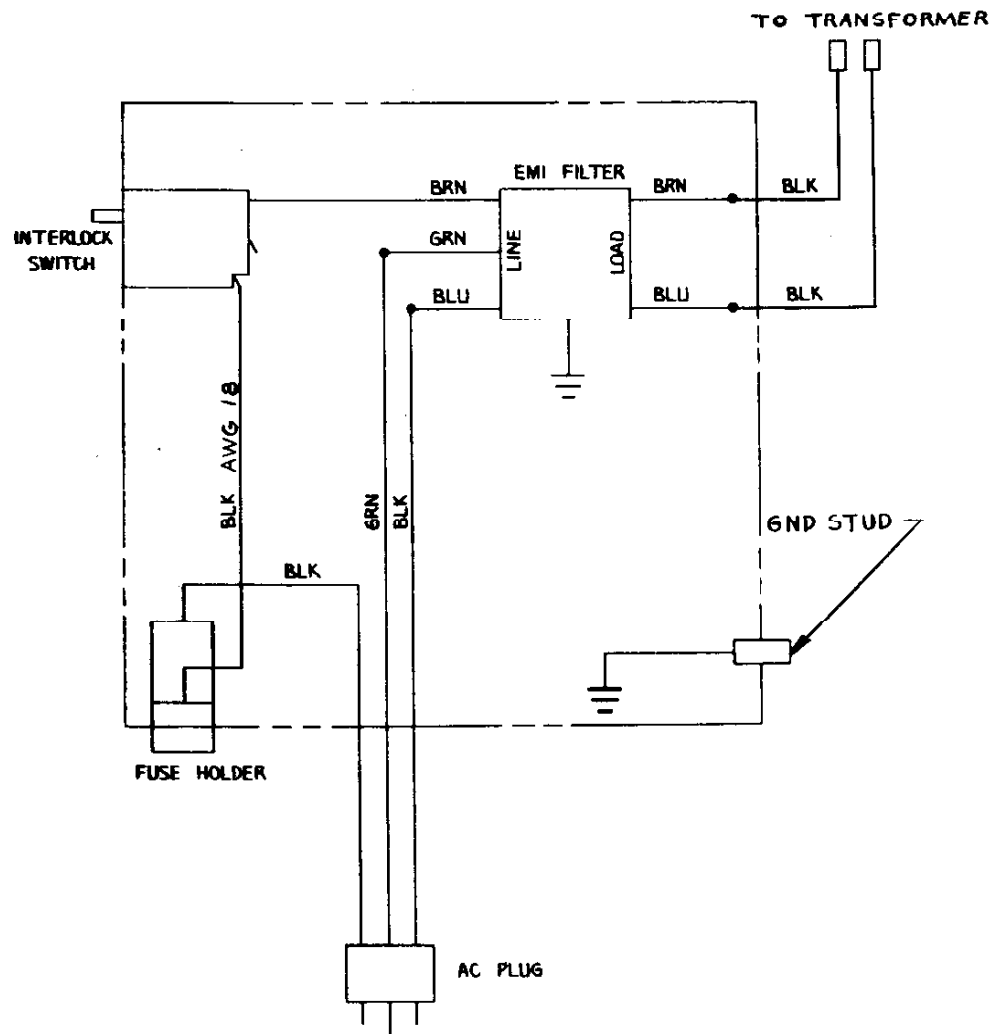 TO TRANSFORMER
EMI FILTER
BRN
BRN
BLK
INTERLOCK
SWITCH
GRN
LINE
LOAD
BLU
BLU
BLK
BLK AWG 18
GRN
BLK
GND STUD
BLK
FUSE HOLDER
AC PLUG